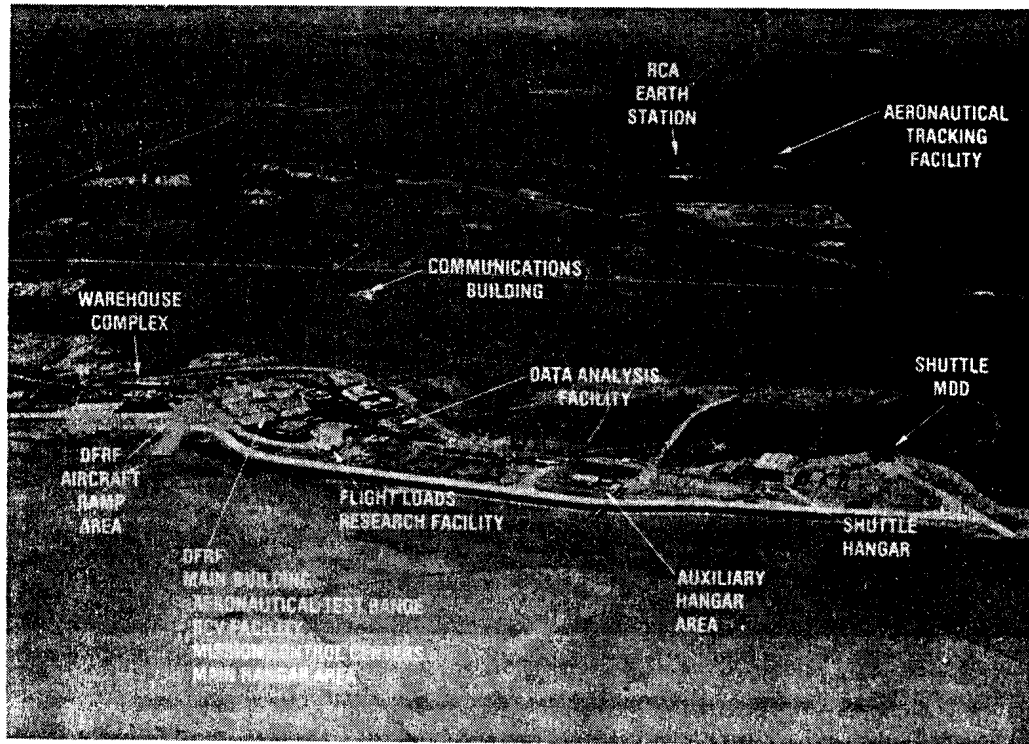 RCA
EARTH
STATION
AERONAUTICAL
TRACKING
FACILITY
COMMUNICATIONS
BUILDING
WAREHOUSE
COMPLEX
DATA ANALYSIS
FACILITY
SHUTTLE
MDD
DFRF
AIRCRAFT
RAMP
AREA
FLIGHT LOADS
RESEARCH FACILITY
SHUTTLE
HANGAR
DFRF
MAIN BUILDING
AERONAUTICAL TEST RANGE
RCV FACILITY
MISSION CONTROL CENTERS
MAIN HANGAR AREA
AUXILIARY
HANGAR
AREA